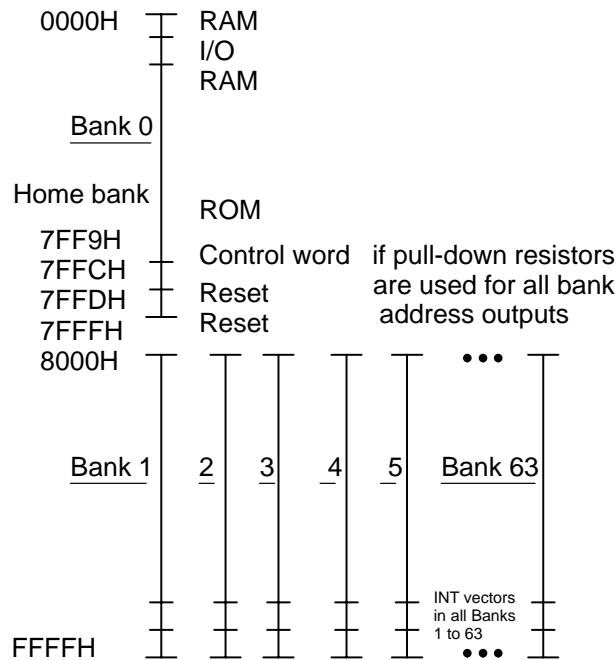 0000H RAM
I/O
RAM
Bank 0
Home bank
ROM
7FF9H
Control word if pull-down resistors
7FFCH
are used for all bank
7FFDH Reset
address outputs
7FFFH Reset
8000H
Bank 1 2 3 4 5 Bank 63
INT vectors
in all Banks
1 to 63
FFFFH